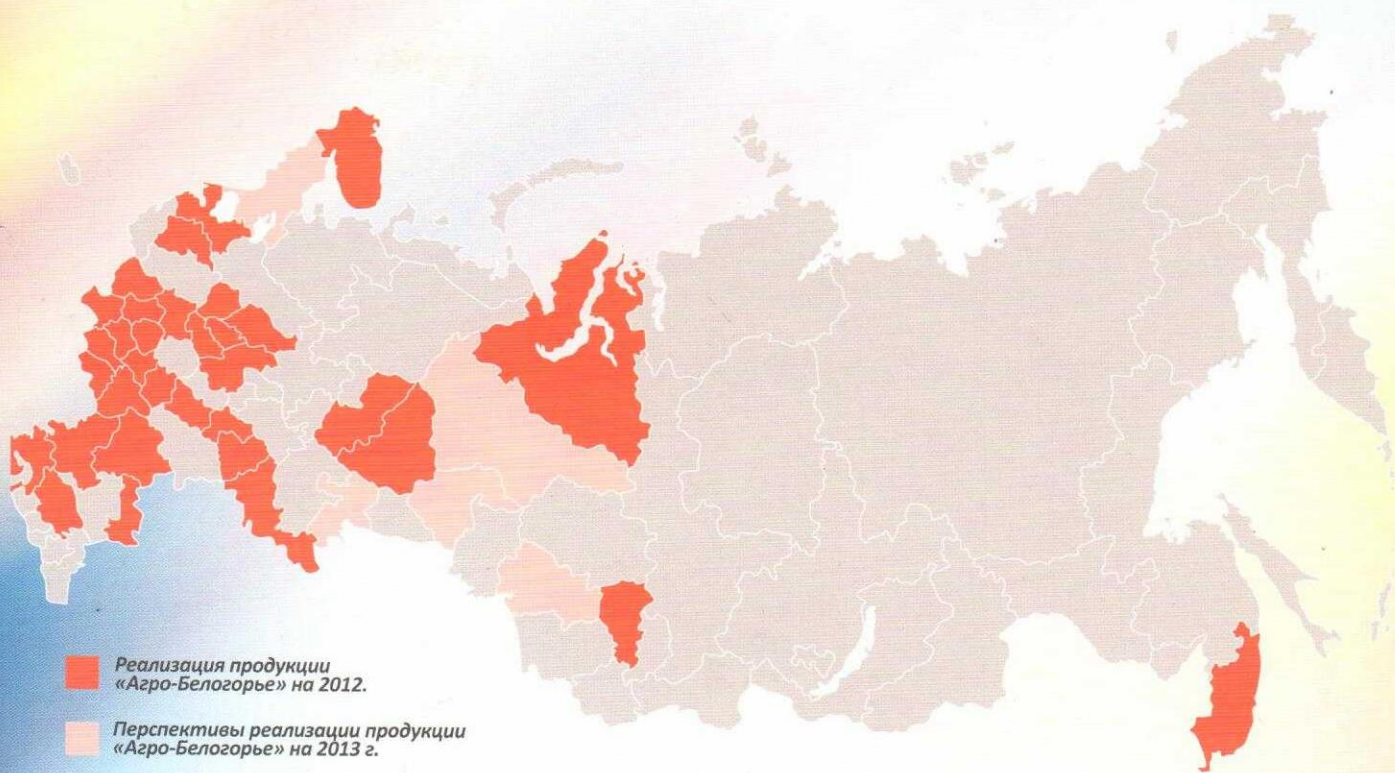 Реализация продукции
«Агро-Белогорье» на 2012.
Перспективы реализации продукции
«Агро-Белогорье» на 2013 г.